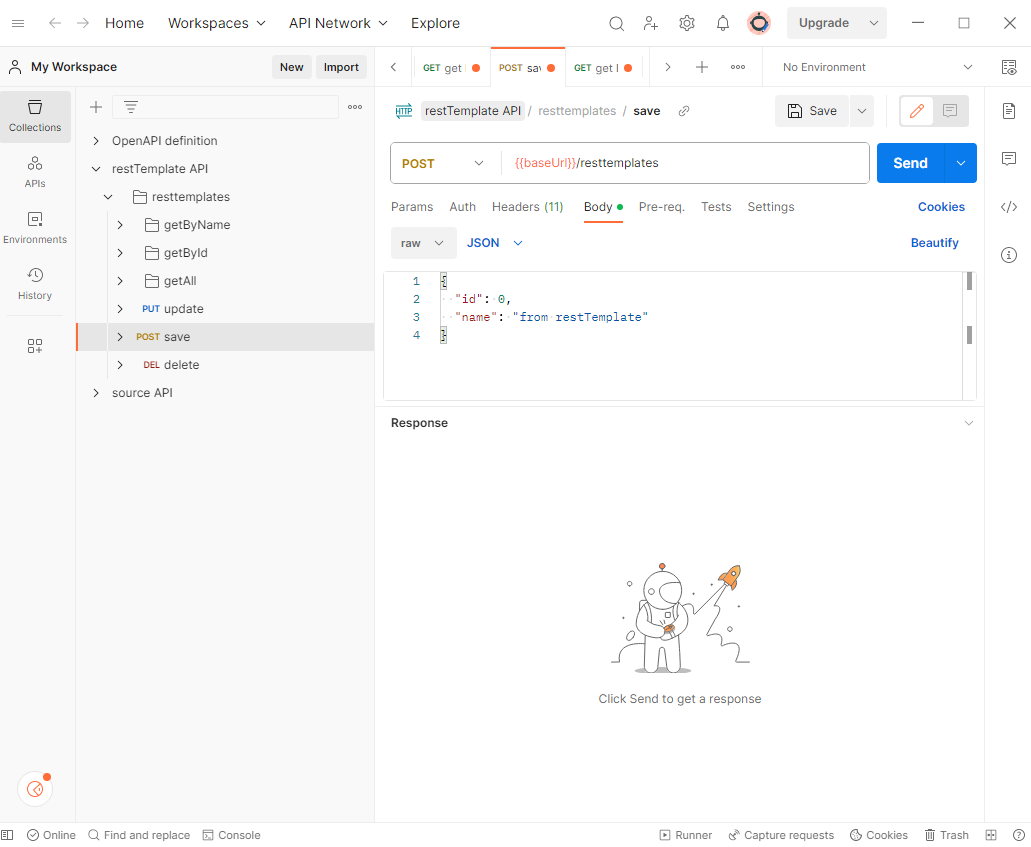 Home Workspaces API Network Explore Upgrade
My Workspace New Import GET get POST sav GET get No Environment
Collections
APIs
Environments
History
OpenAPI definition
restTemplate API
resttemplates
getByName
getById
getAll
PUT update
POST save
DEL delete
source API
HTTP restTemplate API / resttemplates / save Save
POST {{baseUrl}}/resttemplates Send
Params Auth Headers (11) Body Pre-req. Tests Settings Cookies
raw JSON Beautify
1 {
2 "id": 0,
3 "name": "from restTemplate"
4 }
Response
Click Send to get a response
Online Find and replace Console Runner Capture requests Cookies Trash